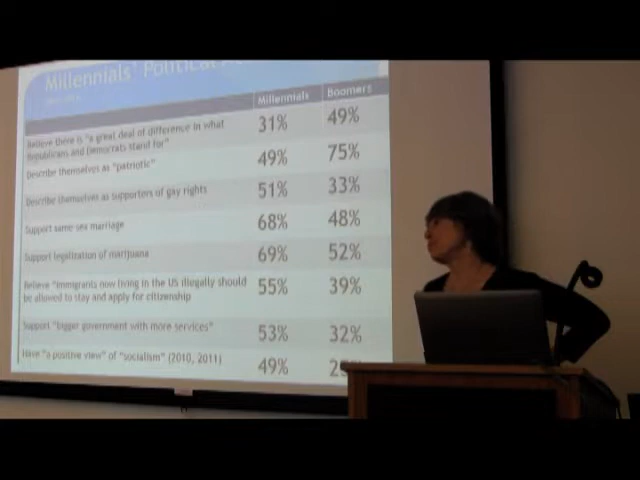 Millennials' Political
Millennials Boomers
Believe there is "a great deal of difference in what
Republicans and Democrats stand for" 31% 49%
Describe themselves as "patriotic" 49% 75%
Describe themselves as supporters of gay rights 51% 33%
Support same sex marriage 68% 48%
Support legalization of marijuana 69% 52%
Believe "immigrants now living in the US illegally should
be allowed to stay and apply for citizenship 55% 39%
Support "bigger government with more services" 53% 32%
Have "a positive view" of "socialism" (2010, 2011) 49%